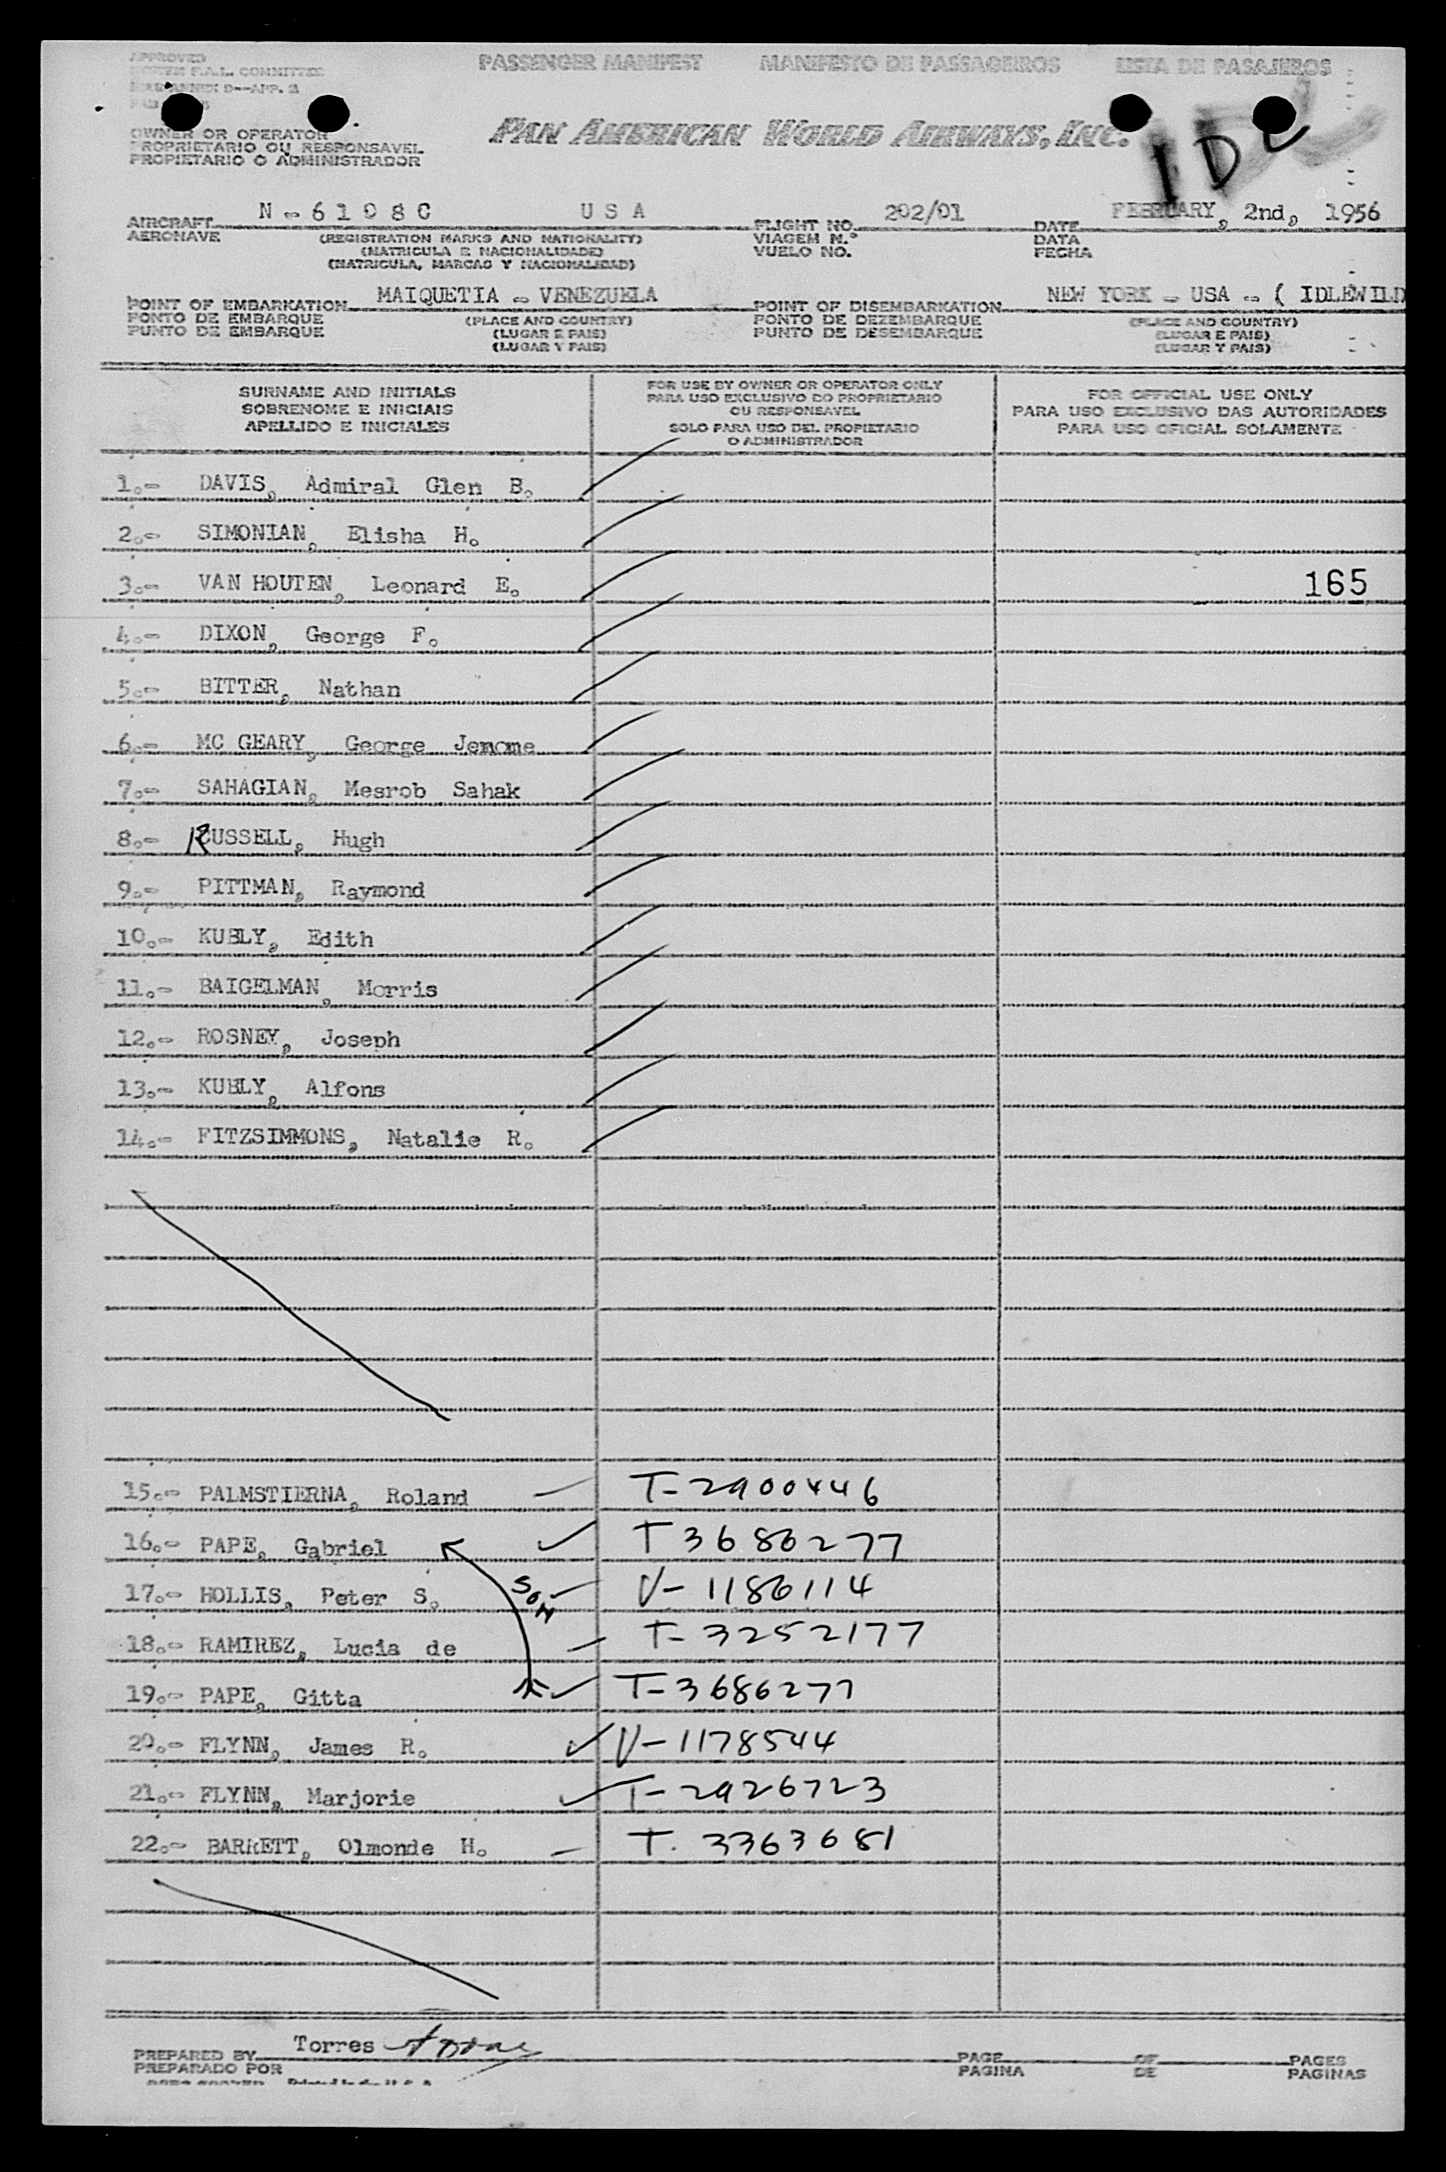 APPROVED
F.A.L. COMMITTEE
PASSENGER MANIFEST MANIFESTO DE PASSAGEIROS LISTA DE PASAJEROS
OWNER OR OPERATOR
PROPRIETARIO OU RESPONSAVEL
PROPIETARIO O ADMINISTRADOR
PAN AMERICAN WORLD AIRWAYS, INC.
IDL
AIRCRAFT N-6108C USA FLIGHT NO. 202/01 DATE FEBRUARY, 2nd, 1956
AERONAVE (REGISTRATION MARKS AND NATIONALITY) VIAGEM N.º DATA
(MATRICULA E NACIONALIDADE) VUELO NO. FECHA
(MATRICULA, MARCAS Y NACIONALIDAD)
POINT OF EMBARKATION MAIQUETIA - VENEZUELA POINT OF DISEMBARKATION NEW YORK - USA - ( IDLEWILD
PONTO DE EMBARQUE (PLACE AND COUNTRY) PONTO DE DEZEMBARQUE (PLACE AND COUNTRY)
PUNTO DE EMBARQUE (LUGAR E PAIS) PUNTO DE DESEMBARQUE (LUGAR E PAIS)
(LUGAR Y PAIS) (LUGAR Y PAIS)
SURNAME AND INITIALS
SOBRENOME E INICIAIS
APELLIDO E INICIALES
FOR USE BY OWNER OR OPERATOR ONLY
PARA USO EXCLUSIVO DO PROPRIETARIO
OU RESPONSAVEL
SOLO PARA USO DEL PROPIETARIO
O ADMINISTRADOR
FOR OFFICIAL USE ONLY
PARA USO EXCLUSIVO DAS AUTORIDADES
PARA USO OFICIAL SOLAMENTE
1.- DAVIS, Admiral Glen B.
2.- SIMONIAN, Elisha H.
3.- VAN HOUTEN, Leonard E. 165
4.- DIXON, George F.
5.- BITTER, Nathan
6.- MC GEARY, George Jemome
7.- SAHAGIAN, Mesrob Sahak
8.- RUSSELL, Hugh
9.- PITTMAN, Raymond
10.- KUBLY, Edith
11.- BAIGELMAN, Morris
12.- ROSNEY, Joseph
13.- KUBLY, Alfons
14.- FITZSIMMONS, Natalie R.
15.- PALMSTIERNA, Roland T-2900446
16.- PAPE, Gabriel T 3686277
17.- HOLLIS, Peter S. SON V-1186114
18.- RAMIREZ, Lucia de T-3252177
19.- PAPE, Gitta T-3686277
20.- FLYNN, James R. V-1178544
21.- FLYNN, Marjorie T-2926723
22.- BARRETT, Olmonde H. T. 3363681
PREPARED BY Torres PAGE OF PAGES
PREPARADO POR PAGINA DE PAGINAS